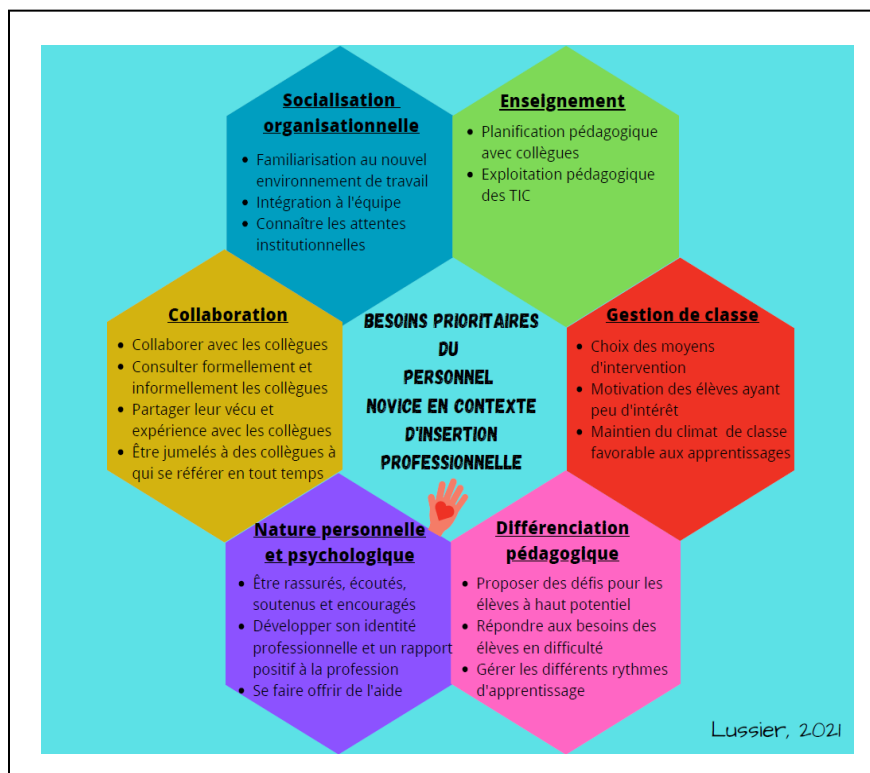 Socialisation
organisationnelle
• Familiarisation au nouvel
environnement de travail
• Intégration à l'équipe
• Connaître les attentes
institutionnelles
Enseignement
• Planification pédagogique
avec collègues
• Exploitation pédagogique
des TIC
Collaboration
• Collaborer avec les collègues
• Consulter formellement et
informellement les collègues
• Partager leur vécu et
expérience avec les collègues
• Être jumelés à des collègues à
qui se référer en tout temps
BESOINS PRIORITAIRES
DU
PERSONNEL
NOVICE EN CONTEXTE
D'INSERTION
PROFESSIONNELLE
Gestion de classe
• Choix des moyens
d'intervention
• Motivation des élèves ayant
peu d'intérêt
• Maintien du climat de classe
favorable aux apprentissages
Nature personnelle
et psychologique
• Être rassurés, écoutés,
soutenus et encouragés
• Développer son identité
professionnelle et un rapport
positif à la profession
• Se faire offrir de l'aide
Différenciation
pédagogique
• Proposer des défis pour les
élèves à haut potentiel
• Répondre aux besoins des
élèves en difficulté
• Gérer les différents rythmes
d'apprentissage
Lussier, 2021